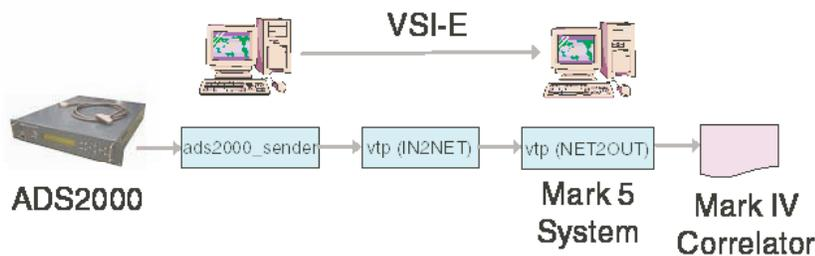 VSI-E
ads2000_sender
vtp (IN2NET)
vtp (NET2OUT)
ADS2000
Mark 5
System
Mark IV
Correlator